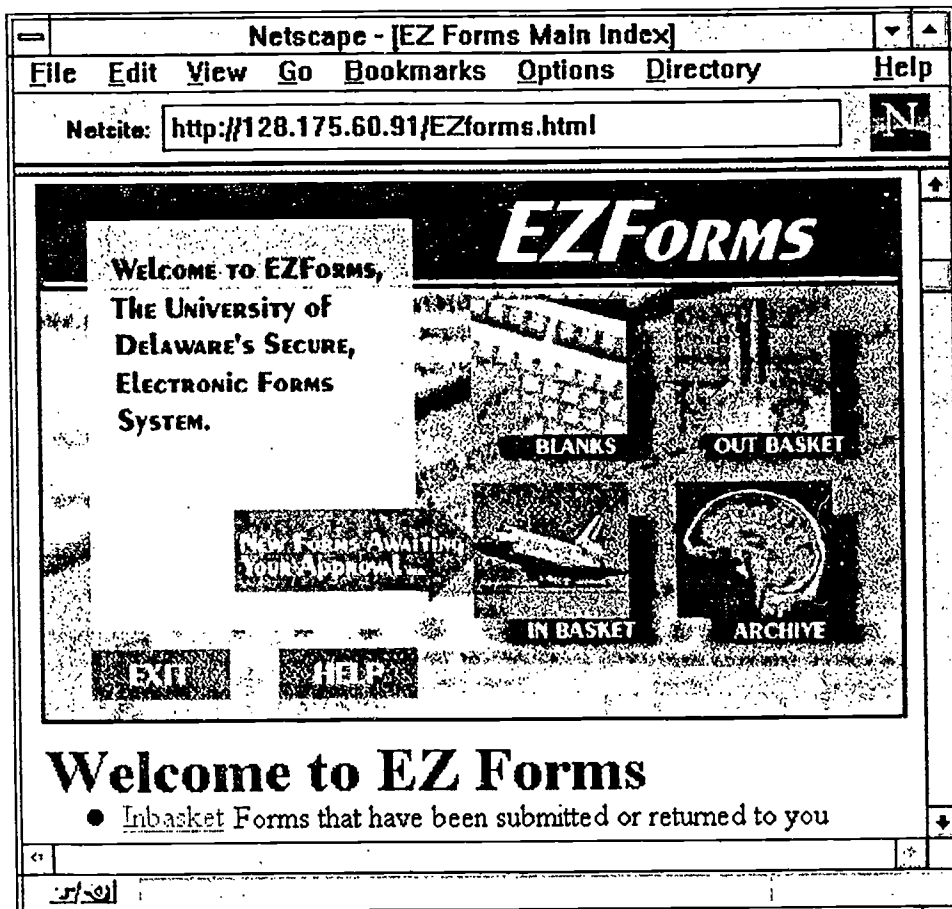 Netscape - [EZ Forms Main Index]
File Edit View Go Bookmarks Options Directory Help
Netsite: http://128.175.60.91/EZforms.html
N
EZFORMS
WELCOME TO EZFORMS,
THE UNIVERSITY OF
DELAWARE'S SECURE,
ELECTRONIC FORMS
SYSTEM.
BLANKS
OUT BASKET
NEW FORMS AWAITING
YOUR APPROVAL...
IN BASKET
ARCHIVE
EXIT
HELP
Welcome to EZ Forms
● Inbasket Forms that have been submitted or returned to you